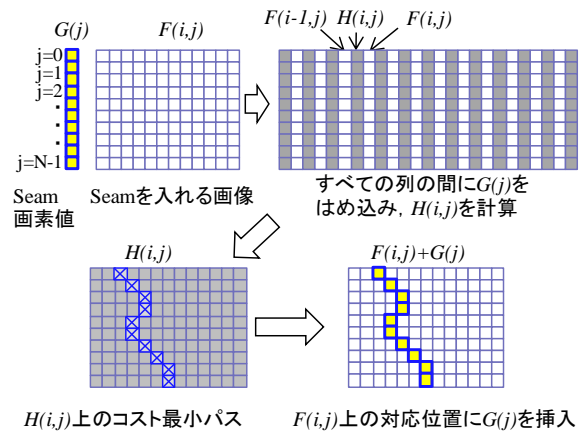 F(i-1,j) H(i,j) F(i,j)
G(j) F(i,j)
j=0
j=1
j=2
j=N-1
Seam
画素値
Seamを入れる画像
すべての列の間にG(j)を
はめ込み, H(i,j)を計算
H(i,j)
F(i,j)+G(j)
H(i,j)上のコスト最小パス
F(i,j)上の対応位置にG(j)を挿入